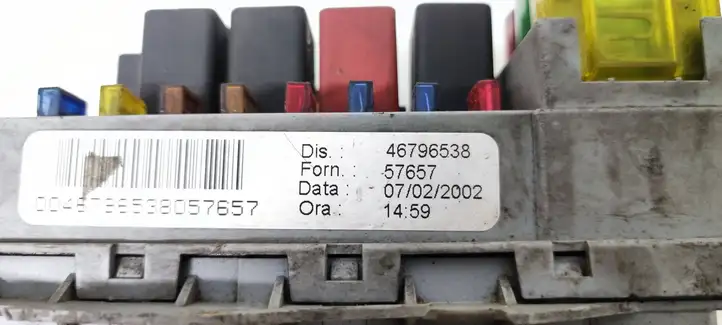 Dis. : 46796538
Forn. : 57657
Data : 07/02/2002
Ora : 14:59
0046796538057657